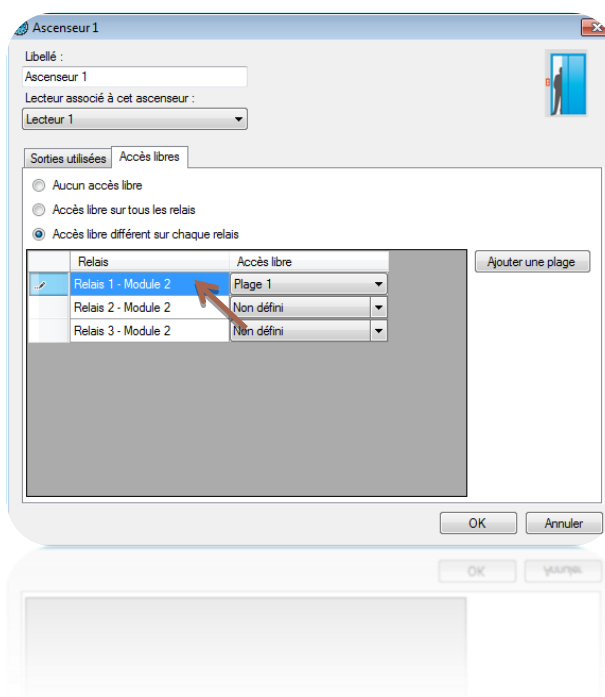 Ascenseur 1
Libellé :
Ascenseur 1
Lecteur associé à cet ascenseur :
Lecteur 1
Sorties utilisées Accès libres
Aucun accès libre
Accès libre sur tous les relais
Accès libre différent sur chaque relais
Relais Accès libre Ajouter une plage
Relais 1 - Module 2 Plage 1
Relais 2 - Module 2 Non défini
Relais 3 - Module 2 Non défini
OK Annuler
OK Annuler